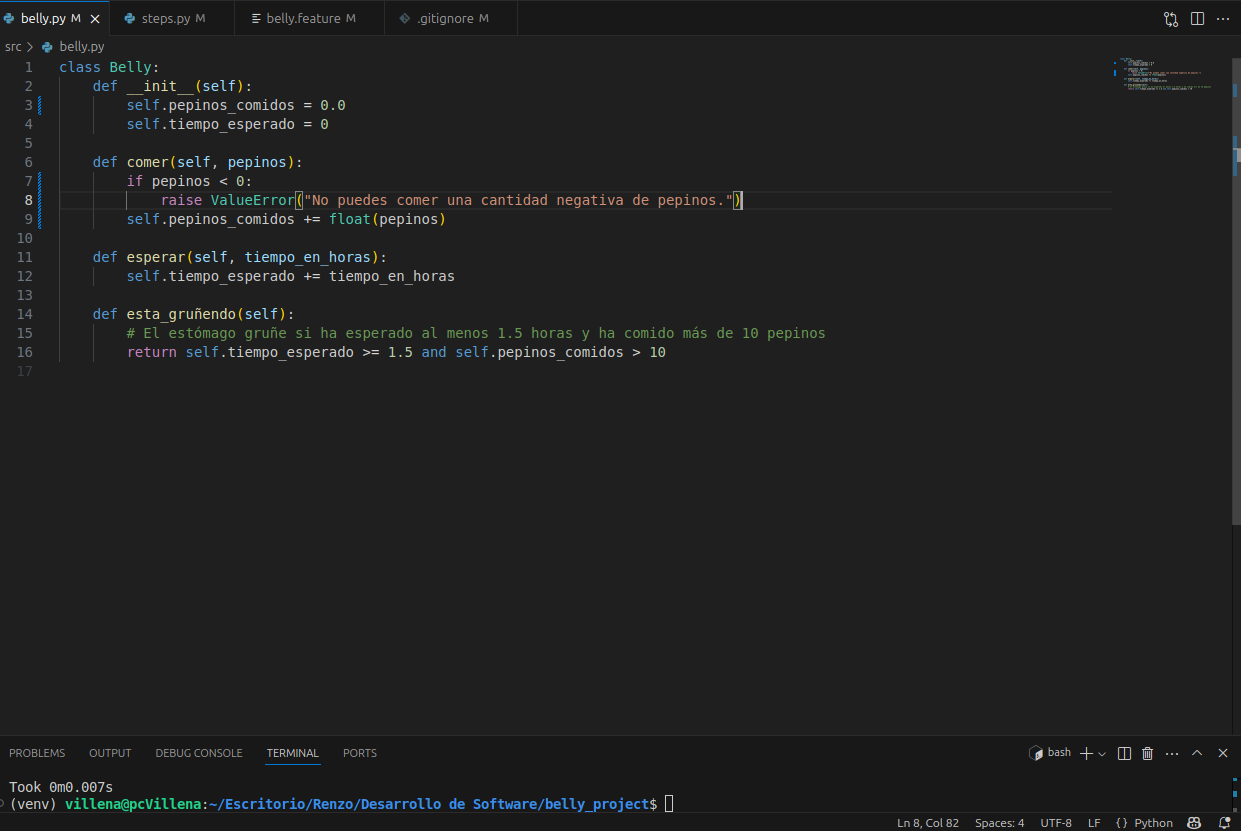 belly.py M
steps.py M
belly.feature M
.gitignore M
src > belly.py
1 class Belly:
2 def __init__(self):
3 self.pepinos_comidos = 0.0
4 self.tiempo_esperado = 0
5
6 def comer(self, pepinos):
7 if pepinos < 0:
8 raise ValueError("No puedes comer una cantidad negativa de pepinos.")
9 self.pepinos_comidos += float(pepinos)
10
11 def esperar(self, tiempo_en_horas):
12 self.tiempo_esperado += tiempo_en_horas
13
14 def esta_gruñendo(self):
15 # El estómago gruñe si ha esperado al menos 1.5 horas y ha comido más de 10 pepinos
16 return self.tiempo_esperado >= 1.5 and self.pepinos_comidos > 10
17
PROBLEMS OUTPUT DEBUG CONSOLE TERMINAL PORTS
bash
Took 0m0.007s
(venv) villena@pcVillena:~/Escritorio/Renzo/Desarrollo de Software/belly_project$
Ln 8, Col 82 Spaces: 4 UTF-8 LF {} Python